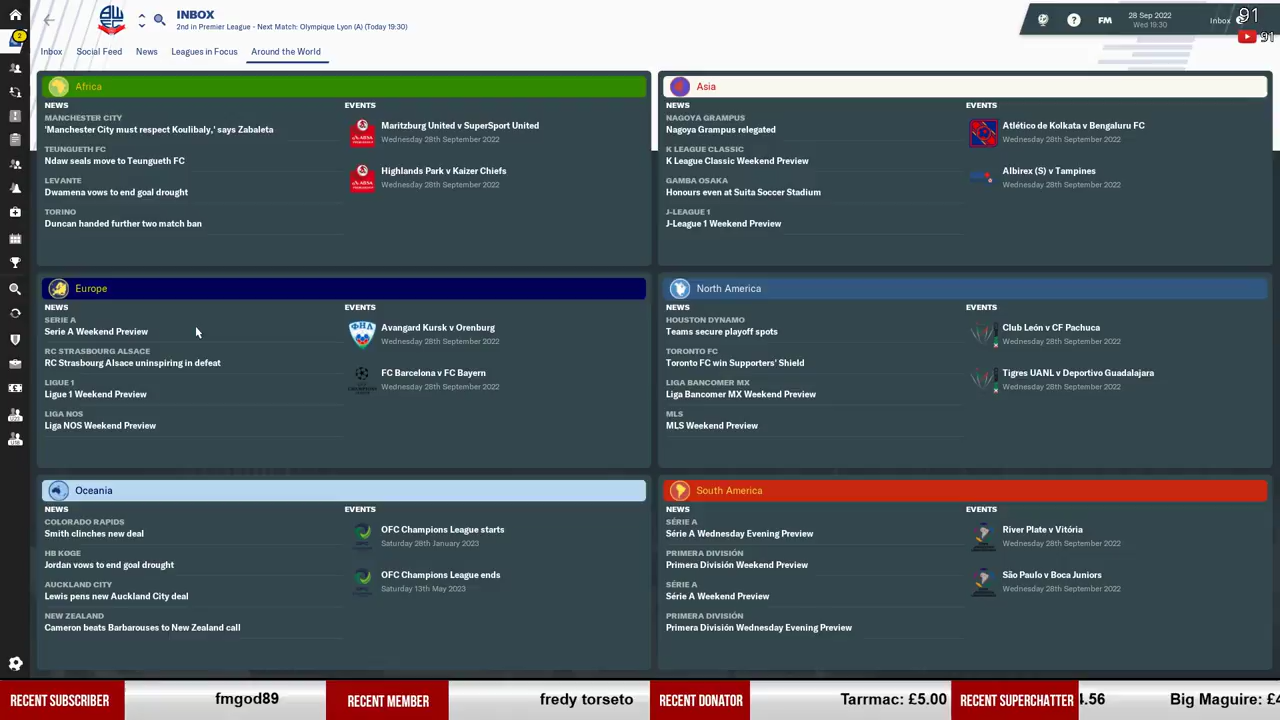 INBOX
2nd in Premier League - Next Match: Olympique Lyon (A) (Today 19:30)
28 Sep 2022
Wed 19:30
FM
Inbox
91
91
2
Inbox
Social Feed
News
Leagues in Focus
Around the World
Africa
NEWS
MANCHESTER CITY
'Manchester City must respect Koulibaly,' says Zabaleta
TEUNGUETH FC
Ndaw seals move to Teungueth FC
LEVANTE
Dwamena vows to end goal drought
TORINO
Duncan handed further two match ban
EVENTS
Maritzburg United v SuperSport United
Wednesday 28th September 2022
Highlands Park v Kaizer Chiefs
Wednesday 28th September 2022
Asia
NEWS
NAGOYA GRAMPUS
Nagoya Grampus relegated
K LEAGUE CLASSIC
K League Classic Weekend Preview
GAMBA OSAKA
Honours even at Suita Soccer Stadium
J-LEAGUE 1
J-League 1 Weekend Preview
EVENTS
Atlético de Kolkata v Bengaluru FC
Wednesday 28th September 2022
Albirex (S) v Tampines
Wednesday 28th September 2022
Europe
NEWS
SERIE A
Serie A Weekend Preview
RC STRASBOURG ALSACE
RC Strasbourg Alsace uninspiring in defeat
LIGUE 1
Ligue 1 Weekend Preview
LIGA NOS
Liga NOS Weekend Preview
EVENTS
Avangard Kursk v Orenburg
Wednesday 28th September 2022
FC Barcelona v FC Bayern
Wednesday 28th September 2022
North America
NEWS
HOUSTON DYNAMO
Teams secure playoff spots
TORONTO FC
Toronto FC win Supporters' Shield
LIGA BANCOMER MX
Liga Bancomer MX Weekend Preview
MLS
MLS Weekend Preview
EVENTS
Club León v CF Pachuca
Wednesday 28th September 2022
Tigres UANL v Deportivo Guadalajara
Wednesday 28th September 2022
Oceania
NEWS
COLORADO RAPIDS
Smith clinches new deal
HB KØGE
Jordan vows to end goal drought
AUCKLAND CITY
Lewis pens new Auckland City deal
NEW ZEALAND
Cameron beats Barbarouses to New Zealand call
EVENTS
OFC Champions League starts
Saturday 28th January 2023
OFC Champions League ends
Saturday 13th May 2023
South America
NEWS
SÉRIE A
Série A Wednesday Evening Preview
PRIMERA DIVISIÓN
Primera División Weekend Preview
SÉRIE A
Série A Weekend Preview
PRIMERA DIVISIÓN
Primera División Wednesday Evening Preview
EVENTS
River Plate v Vitória
Wednesday 28th September 2022
São Paulo v Boca Juniors
Wednesday 28th September 2022
RECENT SUBSCRIBER
fmgod89
RECENT MEMBER
fredy torseto
RECENT DONATOR
Tarrmac: £5.00
RECENT SUPERCHATTER
4.56
Big Maguire: £4